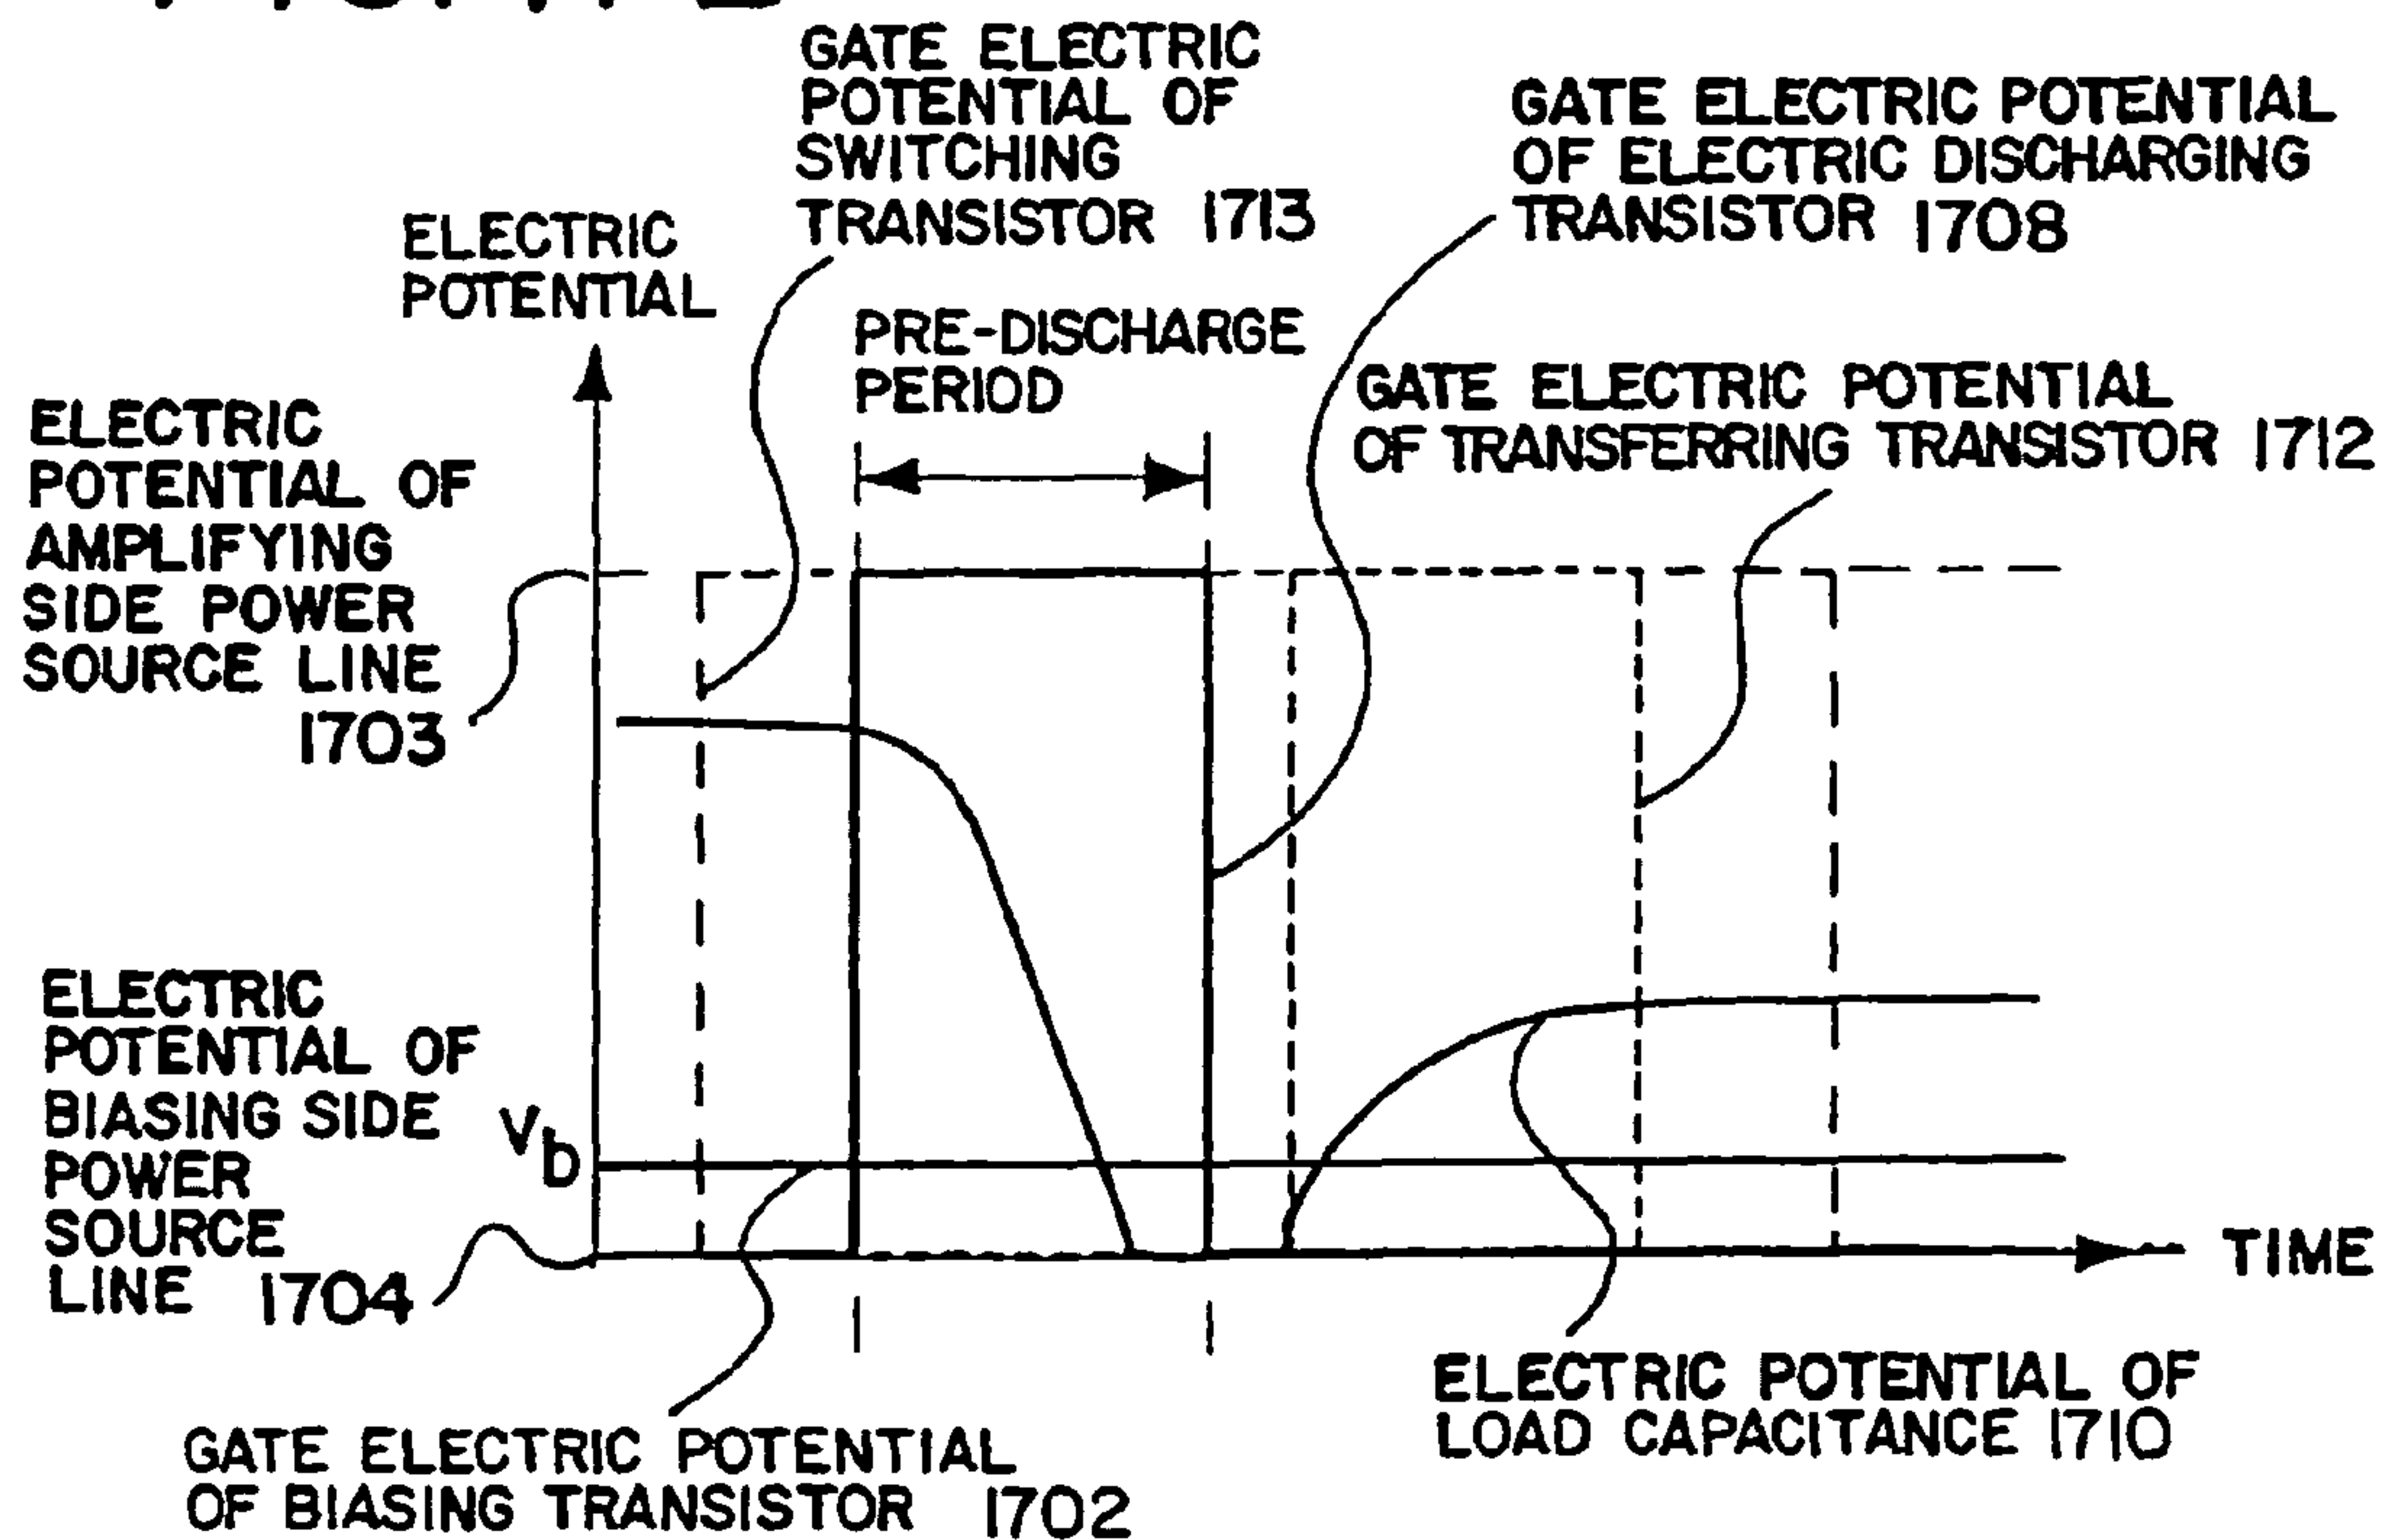 GATE ELECTRIC
POTENTIAL OF
SWITCHING
TRANSISTOR 1713
GATE ELECTRIC POTENTIAL
OF ELECTRIC DISCHARGING
TRANSISTOR 1708
ELECTRIC
POTENTIAL
PRE-DISCHARGE
PERIOD
GATE ELECTRIC POTENTIAL
OF TRANSFERRING TRANSISTOR 1712
ELECTRIC
POTENTIAL OF
AMPLIFYING
SIDE POWER
SOURCE LINE
1703
ELECTRIC
POTENTIAL OF
BIASING SIDE
POWER
SOURCE
LINE 1704
Vb
TIME
GATE ELECTRIC POTENTIAL
OF BIASING TRANSISTOR 1702
ELECTRIC POTENTIAL OF
LOAD CAPACITANCE 1710